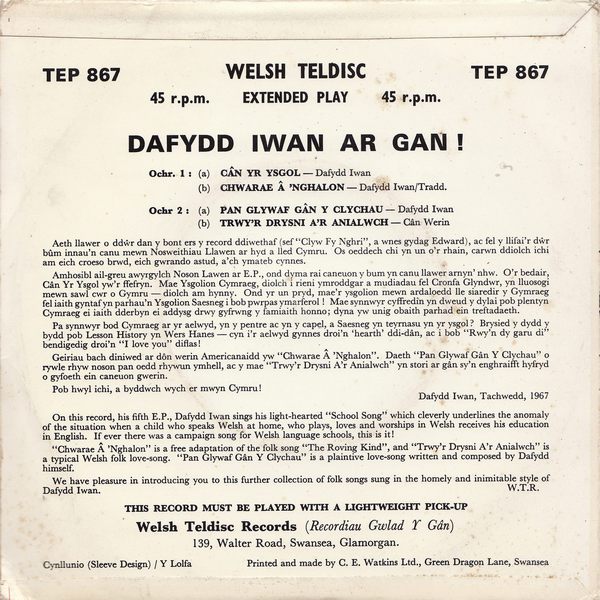 TEP 867 WELSH TELDISC TEP 867
45 r.p.m. EXTENDED PLAY 45 r.p.m.
DAFYDD IWAN AR GAN !
Ochr. 1 : (a) CÂN YR YSGOL — Dafydd Iwan
(b) CHWARAE Â 'NGHALON — Dafydd Iwan/Tradd.
Ochr 2 : (a) PAN GLYWAF GÂN Y CLYCHAU — Dafydd Iwan
(b) TRWY'R DRYSNI A'R ANIALWCH — Cân Werin
Aeth llawer o ddŵr dan y bont ers y record ddiwethaf (sef "Clyw Fy Nghri", a wnes gydag Edward), ac fel y llifai'r dŵr
bûm innau'n canu mewn Nosweithiau Llawen ar hyd a lled Cymru. Os oeddech chi yn un o'r rhain, carwn ddiolch ichi
am eich croeso brwd, eich gwrando astud, a'ch ymateb cynnes.
Amhosibl ail-greu awyrgylch Noson Lawen ar E.P., ond dyma rai caneuon y bum yn canu llawer arnyn' nhw. O'r bedair,
Cân Yr Ysgol yw'r ffefryn. Mae Ysgolion Cymraeg, diolch i rieni ymroddgar a mudiadau fel Cronfa Glyndwr, yn lluosogi
mewn sawl cwr o Gymru — diolch am hynny. Ond yr un pryd, mae'r ysgolion mewn ardaloedd lle siaredir y Gymraeg
fel iaith gyntaf yn parhau'n Ysgolion Saesneg i bob pwrpas ymarferol ! Mae synnwyr cyffredin yn dweud y dylai pob plentyn
Cymraeg ei iaith dderbyn ei addysg drwy gyfrwng y famiaith honno; dyna yw unig obaith parhad ein treftadaeth.
Pa synnwyr bod Cymraeg ar yr aelwyd, yn y pentre ac yn y capel, a Saesneg yn teyrnasu yn yr ysgol? Brysied y dydd y
bydd pob Lesson History yn Wers Hanes — cyn i'r aelwyd gynnes droi'n 'hearth' ddi-dân, ac i bob "Rwy'n dy garu di"
bendigedig droi'n "I love you" diflas!
Geiriau bach diniwed ar dôn werin Americanaidd yw "Chwarae Â 'Nghalon". Daeth "Pan Glywaf Gân Y Clychau" o
rywle rhyw noson pan oedd rhywun ymhell, ac y mae "Trwy'r Drysni A'r Anialwch" yn stori ar gân sy'n enghraifft hyfryd
o gyfoeth ein caneuon gwerin.
Pob hwyl ichi, a byddwch wych er mwyn Cymru!
Dafydd Iwan, Tachwedd, 1967
On this record, his fifth E.P., Dafydd Iwan sings his light-hearted "School Song" which cleverly underlines the anomaly
of the situation when a child who speaks Welsh at home, who plays, loves and worships in Welsh receives his education
in English. If ever there was a campaign song for Welsh language schools, this is it!
"Chwarae Â 'Nghalon" is a free adaptation of the folk song "The Roving Kind", and "Trwy'r Drysni A'r Anialwch" is
a typical Welsh folk love-song. "Pan Glywaf Gân Y Clychau" is a plaintive love-song written and composed by Dafydd
himself.
We have pleasure in introducing you to this further collection of folk songs sung in the homely and inimitable style of
Dafydd Iwan. W.T.R.
THIS RECORD MUST BE PLAYED WITH A LIGHTWEIGHT PICK-UP
Welsh Teldisc Records (Recordiau Gwlad Y Gân)
139, Walter Road, Swansea, Glamorgan.
Cynllunio (Sleeve Design) / Y Lolfa Printed and made by C. E. Watkins Ltd., Green Dragon Lane, Swansea